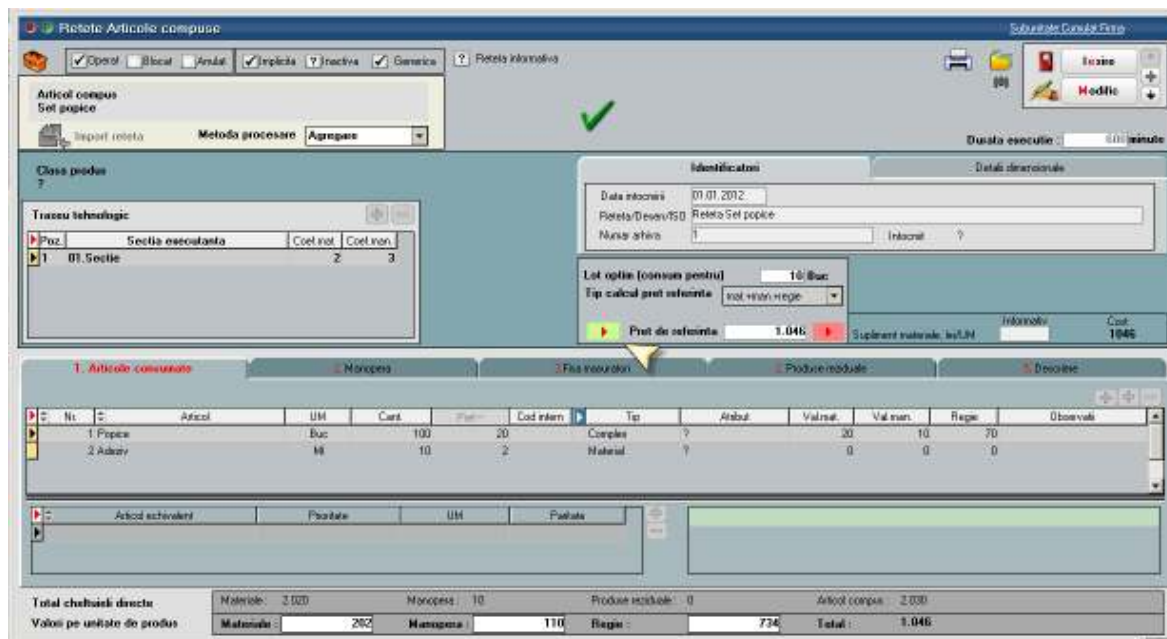 Retete Articole compuse
Subunitate: Cumulat Firma
Operat Blocat Anulat Implicita Inactiva Generica ? Reteta informativa
Iesire
Modific
(0)
Articol compus
Set popice
Import reteta Metoda procesare Agregare
Durata executie : minute
Clasa produs
?
Identificatori Detalii dimensionale
Data intocmirii 01.01.2012
Reteta/Desen/ISO Reteta Set popice
Numar arhiva 1 Intocmit ?
Traseu tehnologic
Poz. Sectia executanta Coef.mat. Coef.man.
1 01.Sectie 2 3
Lot optim (consum pentru) 10 Buc
Tip calcul pret referinta mat.+man.+regie
Pret de referinta 1.046
Supliment materiale, lei/UM Informativ Cost 1046
1. Articole consumate Manopera Fisa masuratori Produse reziduale 5. Descriere
Nr. Articol UM Cant. Cod intern Tip Atribut Val.mat. Val.man. Regie Observatii
1 Popice Buc 100 20 Complex ? 20 10 70
2 Adeziv Ml 10 2 Material ? 0 0 0
Articol echivalent Prioritate UM Paritate
Total cheltuieli directe Materiale : 2.020 Manopera : 10 Produse reziduale : 0 Articol compus : 2.030
Valori pe unitate de produs Materiale : 202 Manopera : 110 Regie : 734 Total : 1.046